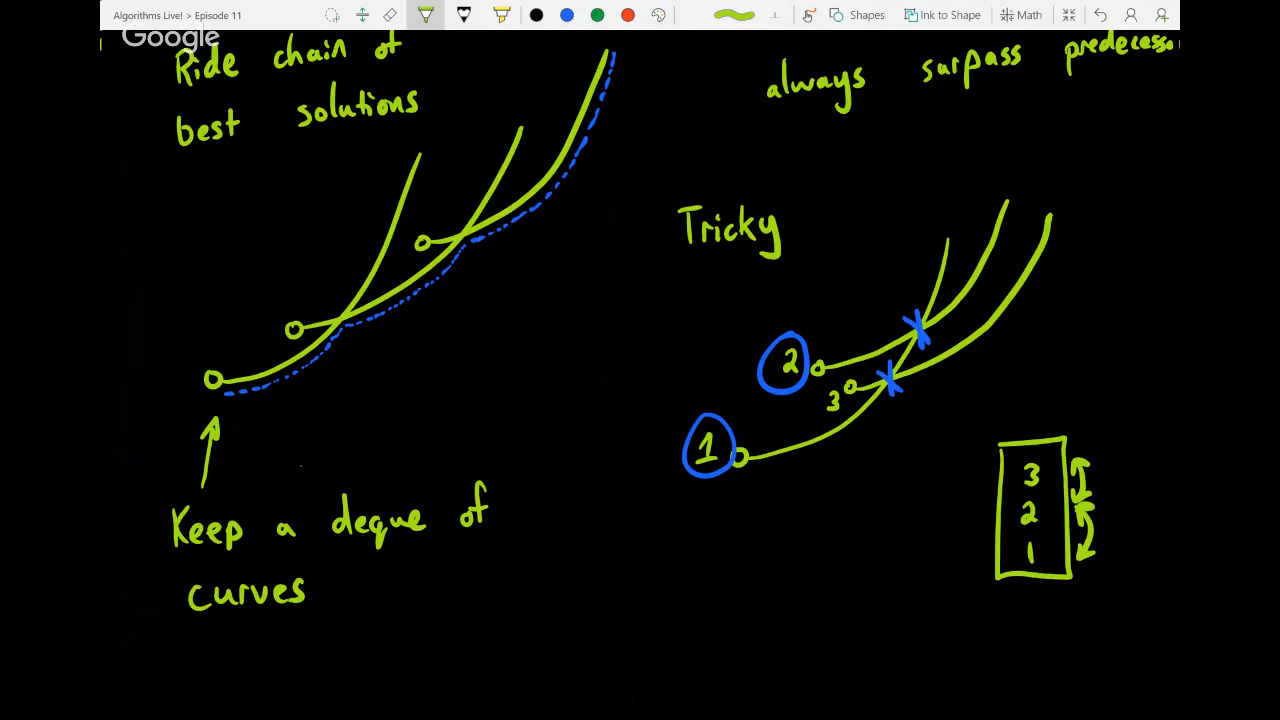 Algorithms Live! > Episode 11
Shapes
Ink to Shape
Math
Google
Ride chain of
best solutions
always surpass predecesso
Tricky
2
3
1
3
2
1
Keep a deque of
curves